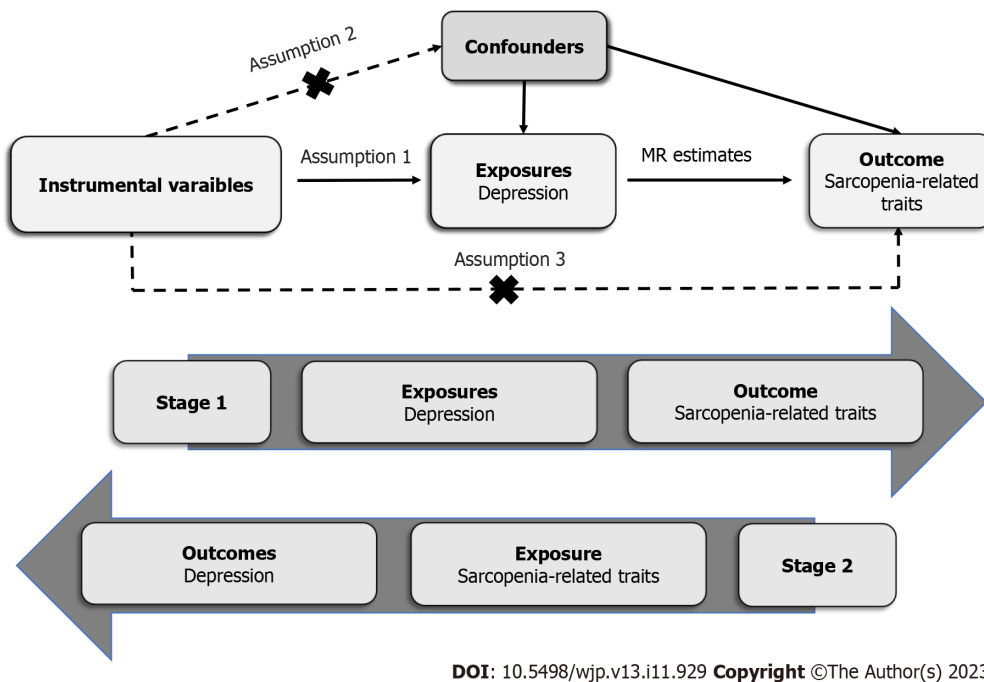 Assumption 2
Confounders
Instrumental varaibles
Assumption 1
Exposures
Depression
MR estimates
Outcome
Sarcopenia-related
traits
Assumption 3
Stage 1
Exposures
Depression
Outcome
Sarcopenia-related traits
Outcomes
Depression
Exposure
Sarcopenia-related traits
Stage 2
DOI: 10.5498/wjp.v13.i11.929 Copyright ©The Author(s) 2023